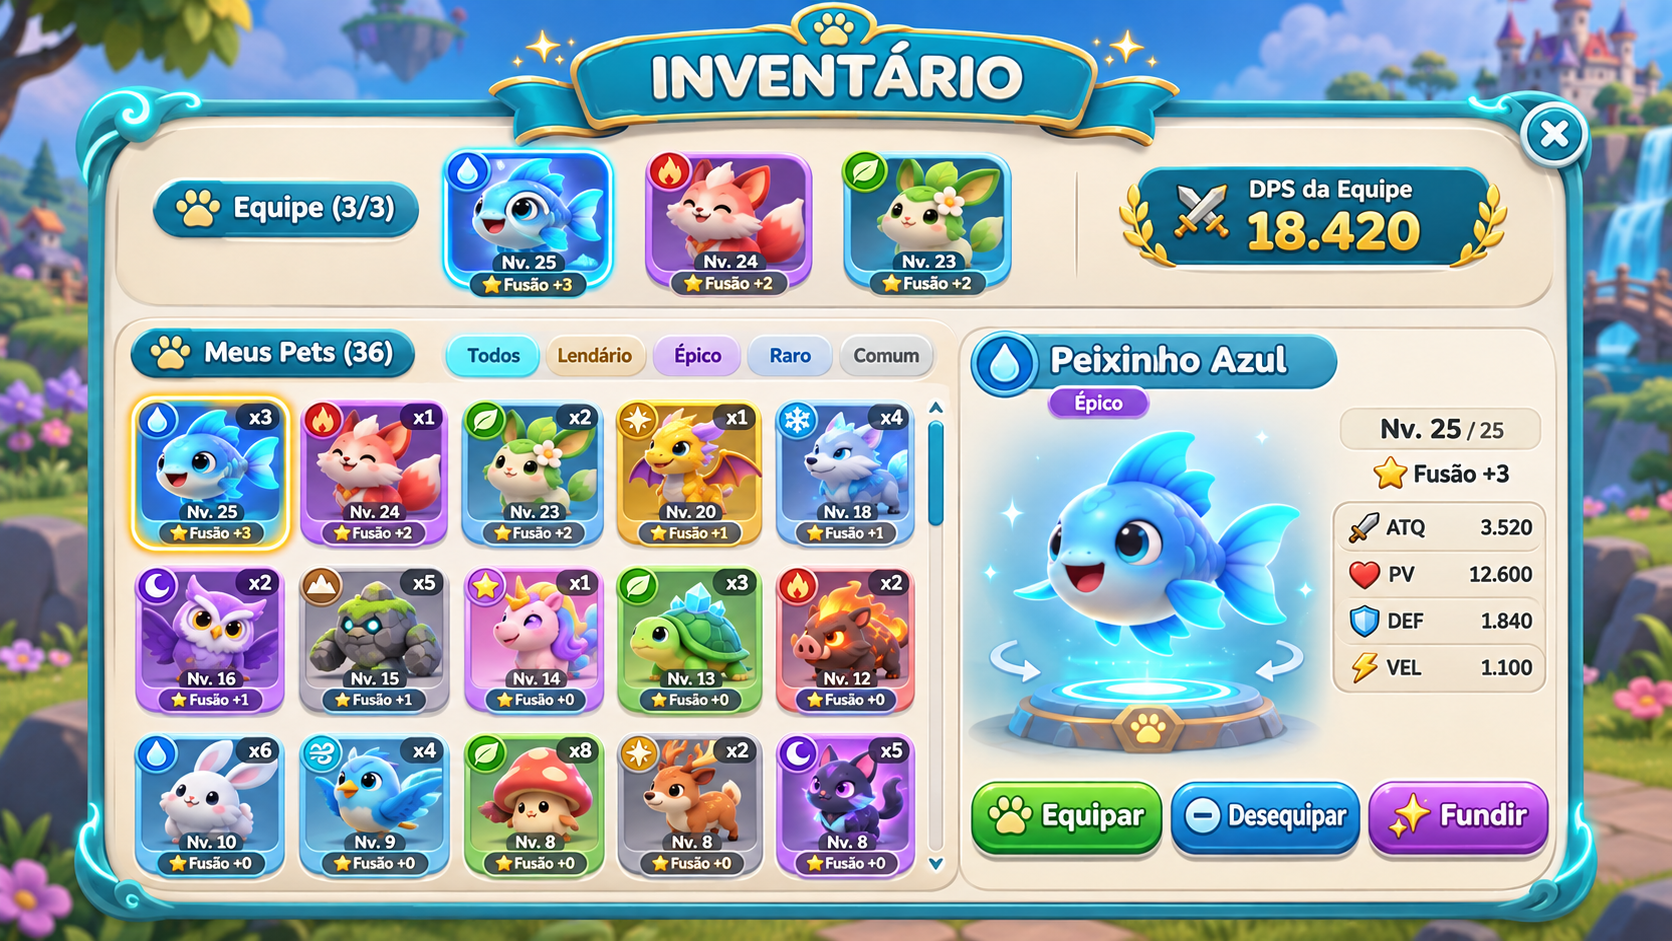 INVENTÁRIO
Equipe (3/3)
Nv. 25
Fusão +3
Nv. 24
Fusão +2
Nv. 23
Fusão +2
DPS da Equipe
18.420
Meus Pets (36)
Todos
Lendário
Épico
Raro
Comum
x3
Nv. 25
Fusão +3
x1
Nv. 24
Fusão +2
x2
Nv. 23
Fusão +2
x1
Nv. 20
Fusão +1
x4
Nv. 18
Fusão +1
x2
Nv. 16
Fusão +1
x5
Nv. 15
Fusão +1
x1
Nv. 14
Fusão +0
x3
Nv. 13
Fusão +0
x2
Nv. 12
Fusão +0
x6
Nv. 10
Fusão +0
x4
Nv. 9
Fusão +0
x8
Nv. 8
Fusão +0
x2
Nv. 8
Fusão +0
x5
Nv. 8
Fusão +0
Peixinho Azul
Épico
Nv. 25 / 25
Fusão +3
ATQ 3.520
PV 12.600
DEF 1.840
VEL 1.100
Equipar
Desequipar
Fundir